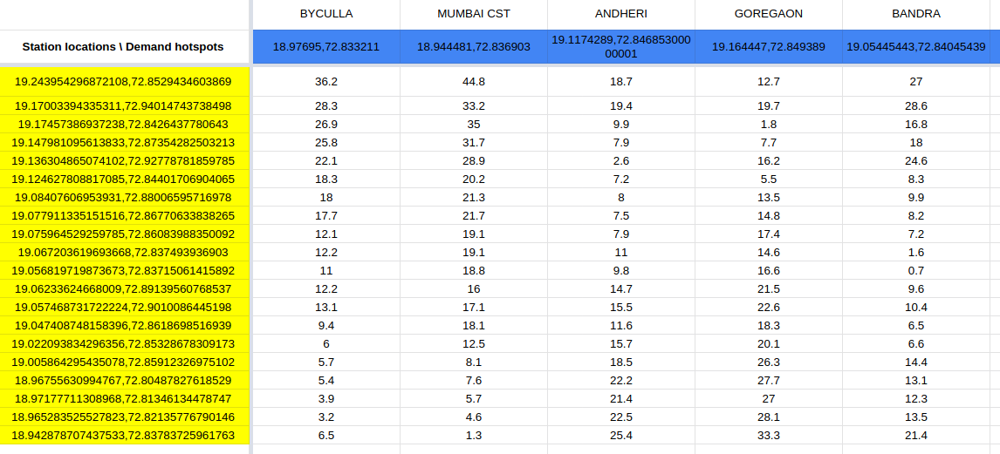 BYCULLA MUMBAI CST ANDHERI GOREGAON BANDRA
Station locations \ Demand hotspots 18.97695,72.833211 18.944481,72.836903 19.1174289,72.846853000 00001 19.164447,72.849389 19.05445443,72.84045439
19.243954296872108,72.8529434603869 36.2 44.8 18.7 12.7 27
19.17003394335311,72.94014743738498 28.3 33.2 19.4 19.7 28.6
19.17457386937238,72.8426437780643 26.9 35 9.9 1.8 16.8
19.147981095613833,72.87354282503213 25.8 31.7 7.9 7.7 18
19.136304865074102,72.92778781859785 22.1 28.9 2.6 16.2 24.6
19.124627808817085,72.84401706904065 18.3 20.2 7.2 5.5 8.3
19.08407606953931,72.88006595716978 18 21.3 8 13.5 9.9
19.077911335151516,72.86770633838265 17.7 21.7 7.5 14.8 8.2
19.075964529259785,72.86083988350092 12.1 19.1 7.9 17.4 7.2
19.067203619693668,72.837493936903 12.2 19.1 11 14.6 1.6
19.056819719873673,72.83715061415892 11 18.8 9.8 16.6 0.7
19.06233624668009,72.89139560768537 12.2 16 14.7 21.5 9.6
19.057468731722224,72.9010086445198 13.1 17.1 15.5 22.6 10.4
19.047408748158396,72.8618698516939 9.4 18.1 11.6 18.3 6.5
19.022093834296356,72.85328678309173 6 12.5 15.7 20.1 6.6
19.005864295435078,72.85912326975102 5.7 8.1 18.5 26.3 14.4
18.96755630994767,72.80487827618529 5.4 7.6 22.2 27.7 13.1
18.97177711308968,72.81346134478747 3.9 5.7 21.4 27 12.3
18.965283525527823,72.82135776790146 3.2 4.6 22.5 28.1 13.5
18.942878707437533,72.83783725961763 6.5 1.3 25.4 33.3 21.4